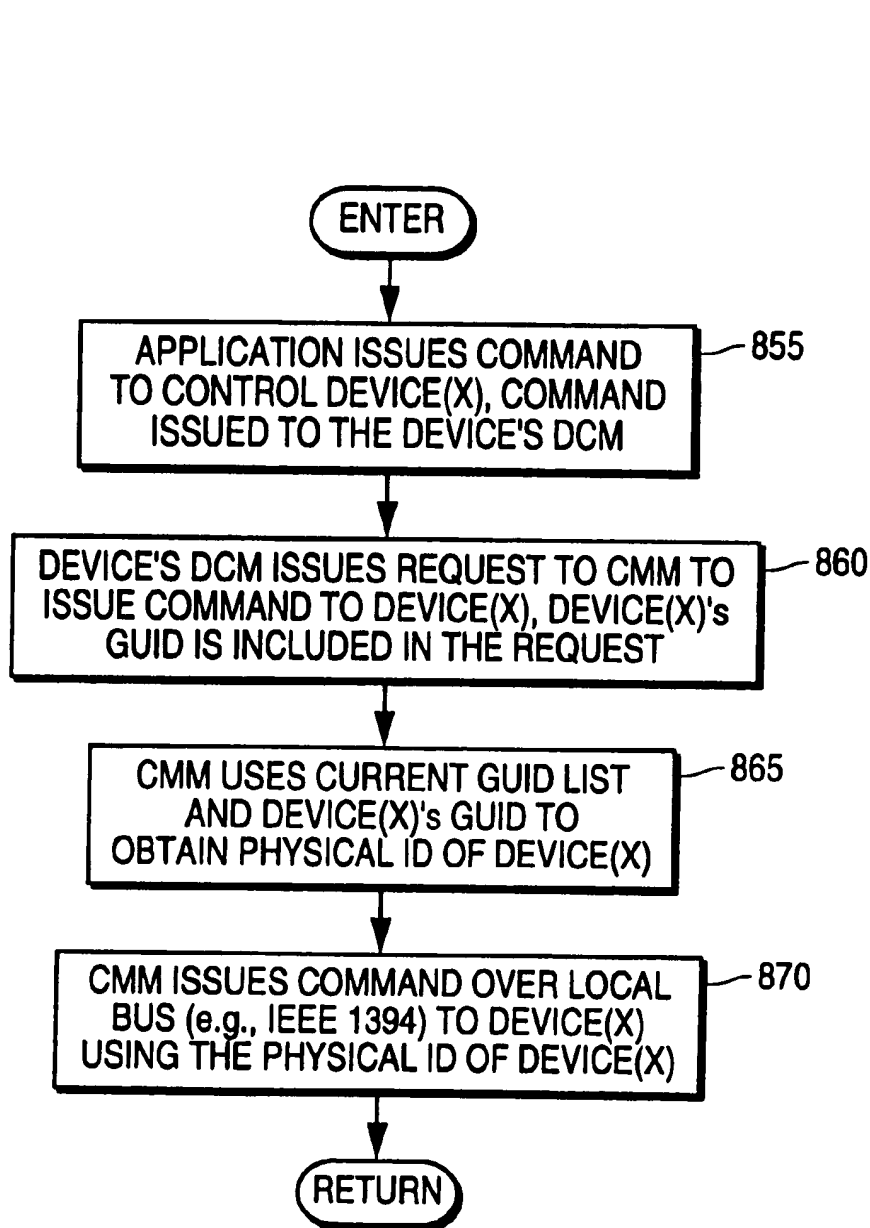 ENTER
APPLICATION ISSUES COMMAND
TO CONTROL DEVICE(X), COMMAND
ISSUED TO THE DEVICE'S DCM
855
DEVICE'S DCM ISSUES REQUEST TO CMM TO
ISSUE COMMAND TO DEVICE(X), DEVICE(X)'s
GUID IS INCLUDED IN THE REQUEST
860
CMM USES CURRENT GUID LIST
AND DEVICE(X)'s GUID TO
OBTAIN PHYSICAL ID OF DEVICE(X)
865
CMM ISSUES COMMAND OVER LOCAL
BUS (e.g., IEEE 1394) TO DEVICE(X)
USING THE PHYSICAL ID OF DEVICE(X)
870
RETURN